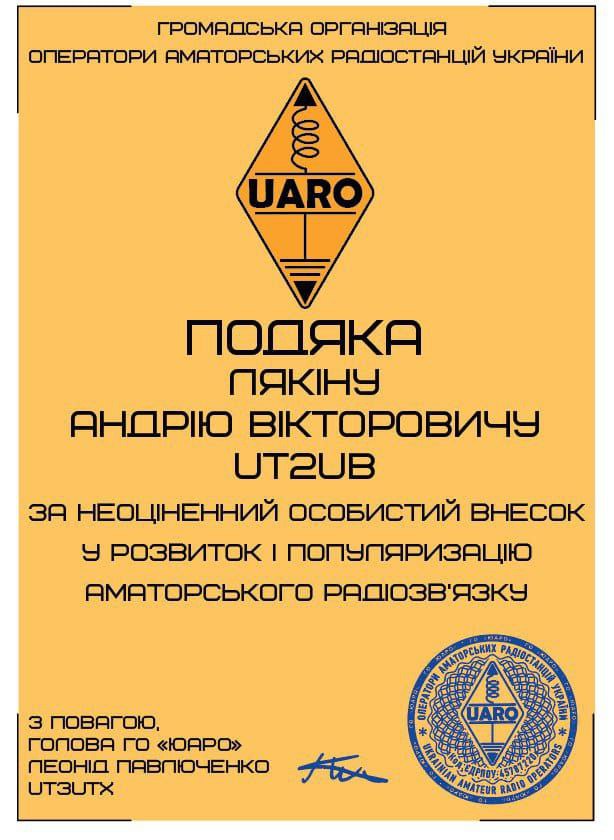 ГРОМАДСЬКА ОРГАНІЗАЦІЯ
ОПЕРАТОРИ АМАТОРСЬКИХ РАДІОСТАНЦІЙ УКРАЇНИ
UARO
ПОДЯКА
ЛЯКІНУ
АНДРІЮ ВІКТОРОВИЧУ
UT2UB
ЗА НЕОЦІНЕННИЙ ОСОБИСТИЙ ВНЕСОК
У РОЗВИТОК І ПОПУЛЯРИЗАЦІЮ
АМАТОРСЬКОГО РАДІОЗВ'ЯЗКУ
З ПОВАГОЮ,
ГОЛОВА ГО «ЮАРО»
ЛЕОНІД ПАВЛЮЧЕНКО
UT3UTX
ОПЕРАТОРИ АМАТОРСЬКИХ РАДІОСТАНЦІЙ УКРАЇНИ
UARO
UKRAINIAN AMATEUR RADIO OPERATORS